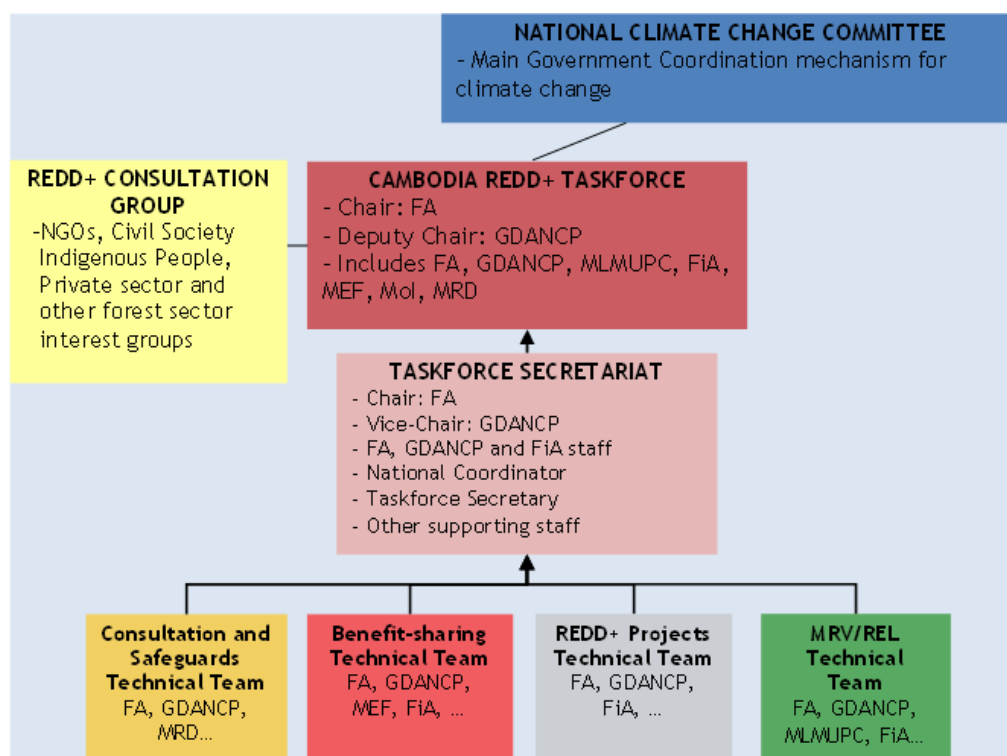 NATIONAL CLIMATE CHANGE COMMITTEE
- Main Government Coordination mechanism for
climate change
REDD+ CONSULTATION
GROUP
-NGOs, Civil Society
Indigenous People,
Private sector and
other forest sector
interest groups
CAMBODIA REDD+ TASKFORCE
- Chair: FA
- Deputy Chair: GDANCP
- Includes FA, GDANCP, MLMUPC, FiA,
MEF, MoI, MRD
TASKFORCE SECRETARIAT
- Chair: FA
- Vice-Chair: GDANCP
- FA, GDANCP and FiA staff
- National Coordinator
- Taskforce Secretary
- Other supporting staff
Consultation and
Safeguards
Technical Team
FA, GDANCP,
MRD...
Benefit-sharing
Technical Team
FA, GDANCP,
MEF, FiA, ...
REDD+ Projects
Technical Team
FA, GDANCP,
FiA, ...
MRV/REL
Technical
Team
FA, GDANCP,
MLMUPC, FiA...